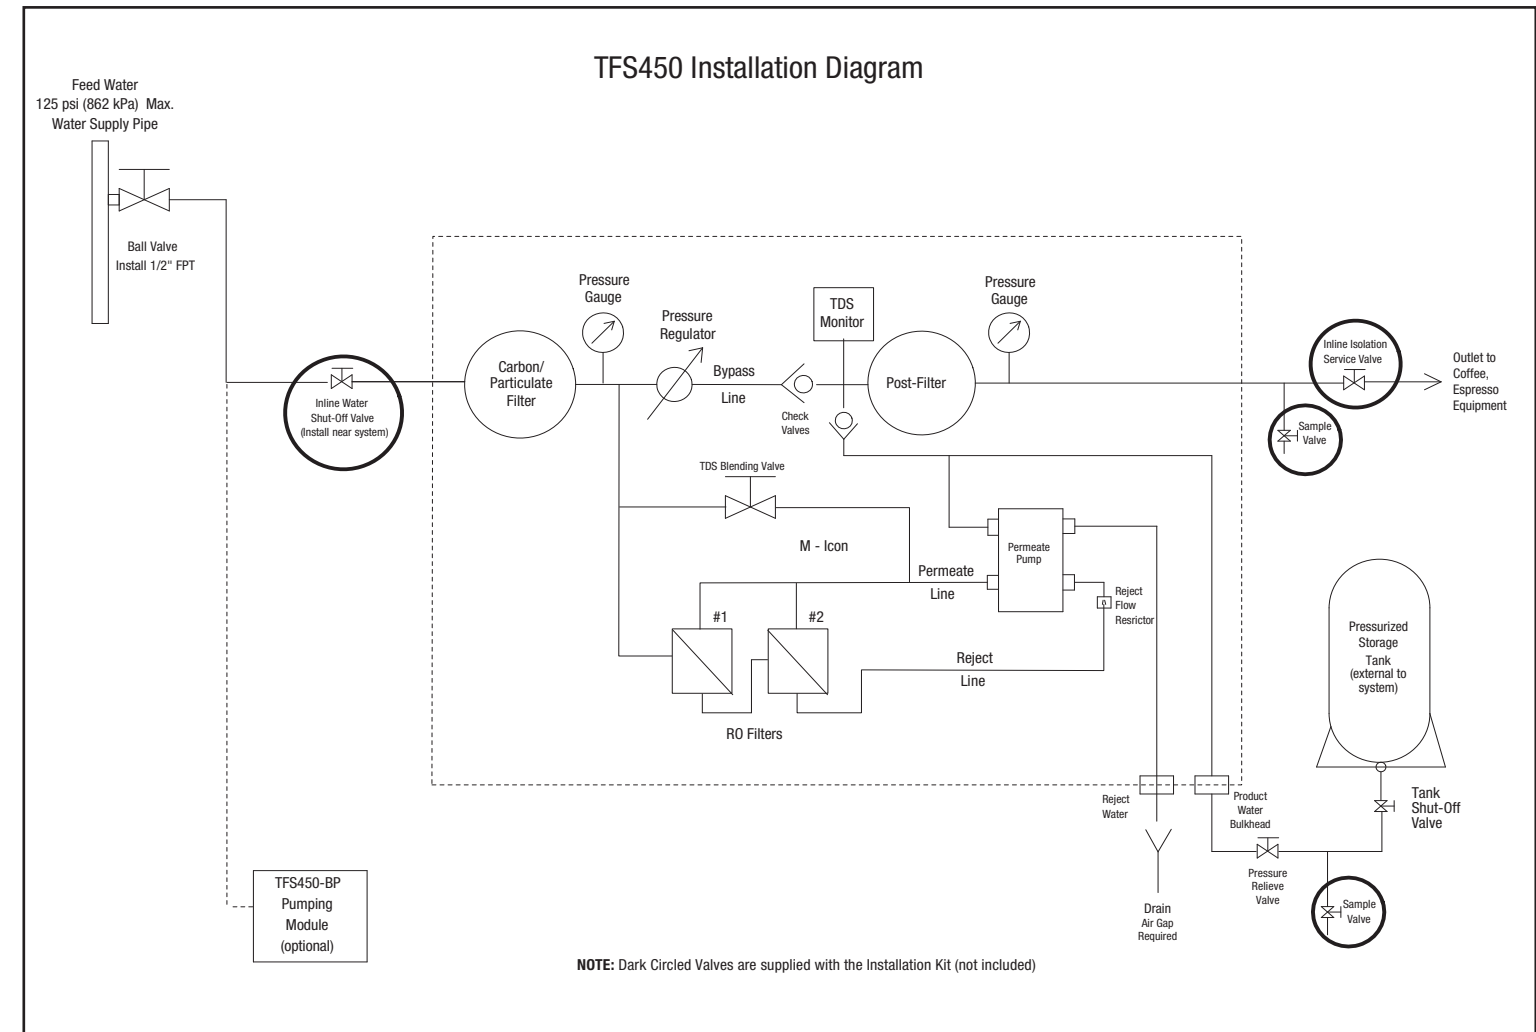 TFS450 Installation Diagram
Feed Water
125 psi (862 kPa) Max.
Water Supply Pipe
Ball Valve
Install 1/2" FPT
Inline Water
Shut-Off Valve
(Install near system)
Carbon/
Particulate
Filter
Pressure
Gauge
Pressure
Regulator
Bypass
Line
Check
Valves
TDS
Monitor
Post-Filter
Pressure
Gauge
Inline Isolation
Service Valve
Outlet to
Coffee,
Espresso
Equipment
Sample
Valve
TDS Blending Valve
M - Icon
Permeate
Line
Permeate
Pump
Reject
Flow
Resrictor
#1
#2
Reject
Line
RO Filters
Pressurized
Storage
Tank
(external to
system)
Tank
Shut-Off
Valve
Reject
Water
Product
Water
Bulkhead
Pressure
Relieve
Valve
Sample
Valve
Drain
Air Gap
Required
TFS450-BP
Pumping
Module
(optional)
NOTE: Dark Circled Valves are supplied with the Installation Kit (not included)